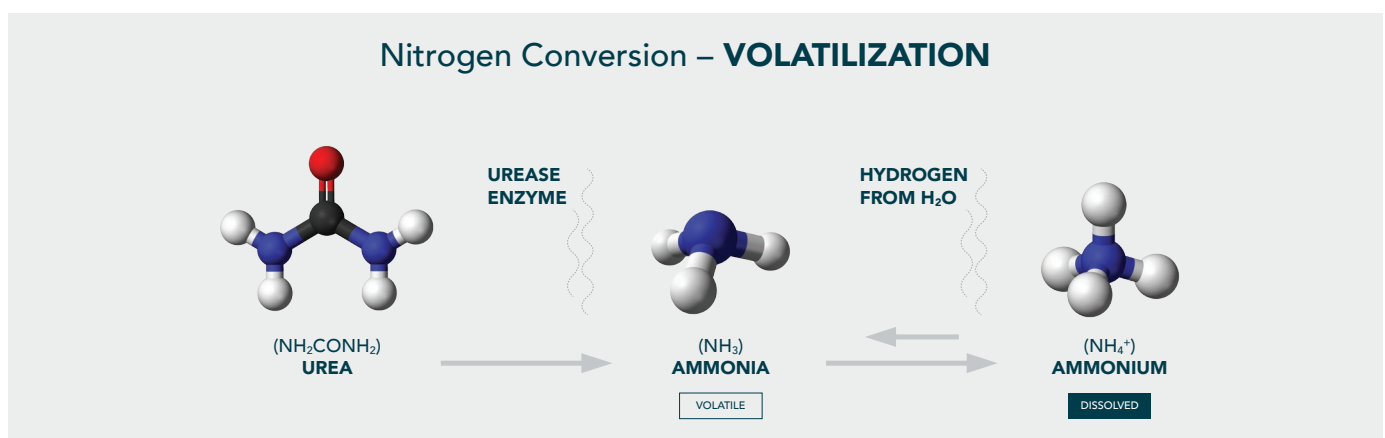 Nitrogen Conversion – VOLATILIZATION
UREASE
ENZYME
HYDROGEN
FROM H₂O
(NH₂CONH₂)
UREA
(NH₃)
AMMONIA
VOLATILE
(NH₄⁺)
AMMONIUM
DISSOLVED